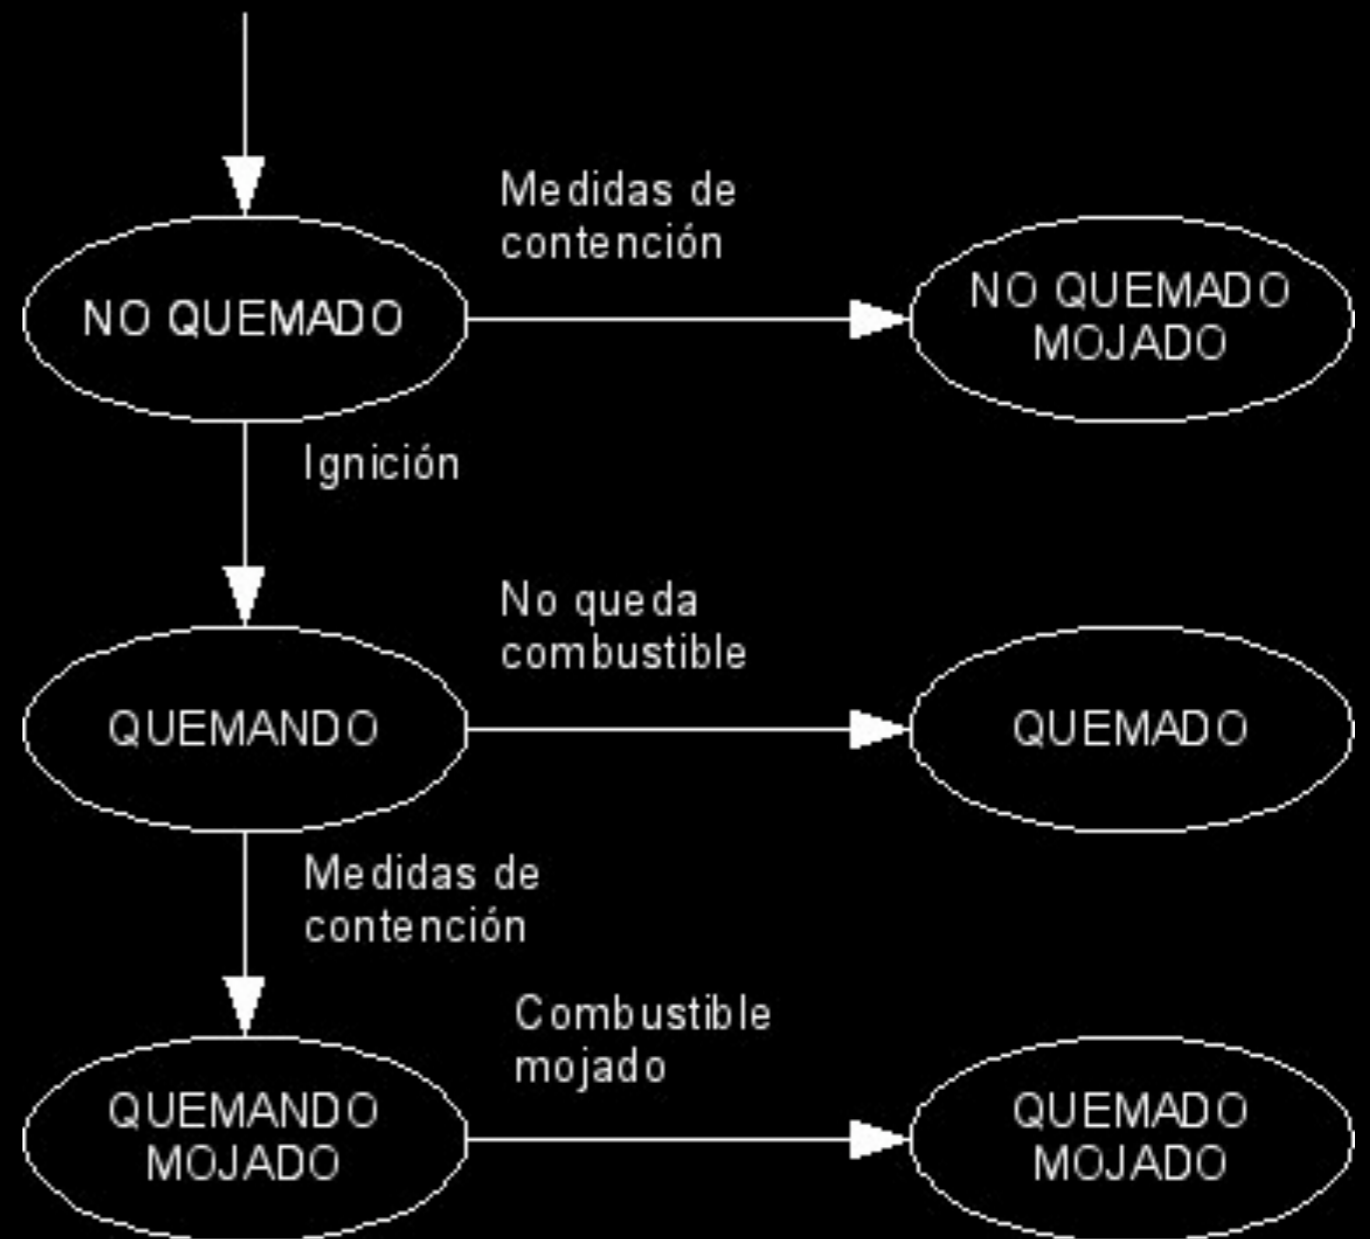 Medidas de
contención
NO QUEMADO
NO QUEMADO
MOJADO
Ignición
No queda
combustible
QUEMANDO
QUEMADO
Medidas de
contención
Combustible
mojado
QUEMANDO
MOJADO
QUEMADO
MOJADO